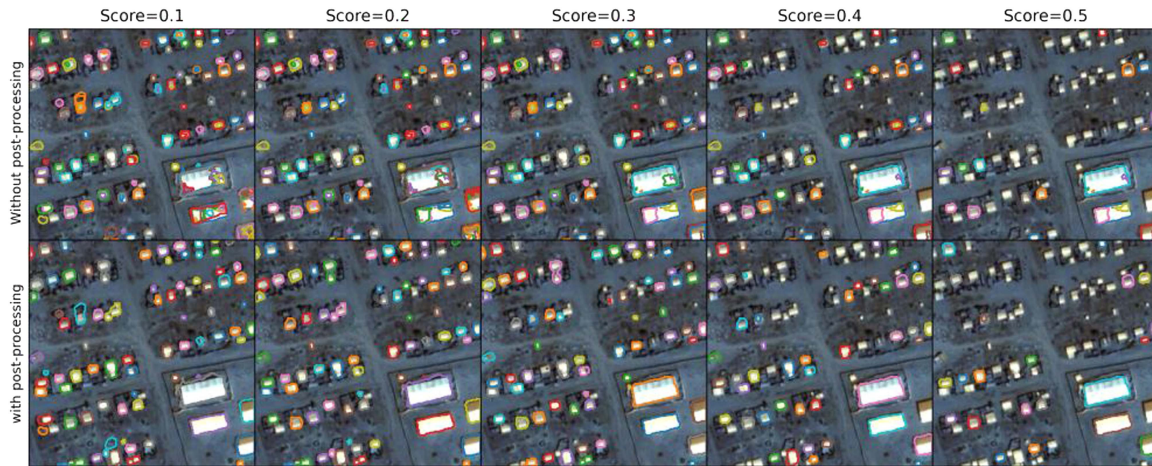 Score=0.1 Score=0.2 Score=0.3 Score=0.4 Score=0.5
Without post-processing
with post-processing